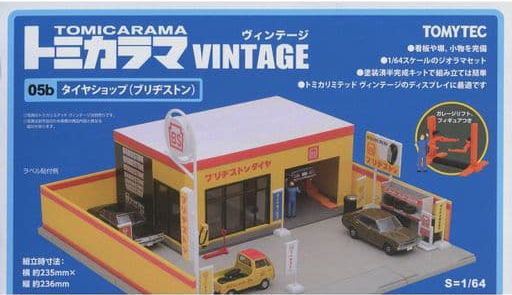 TOMICARAMA
トミカラマ VINTAGE
ヴィンテージ
TOMYTEC
05b タイヤショップ(ブリヂストン)
●看板や塀、小物を完備
●1/64スケールのジオラマセット
●塗装済半完成キットで組み立ては簡単
●トミカリミテッド ヴィンテージのディスプレイに最適です
ガレージリフト、
フィギュアつき
ラベル貼付例
BS
ブリヂストンタイヤ
ブリヂストン
組立時寸法:
横 約235mm×
縦 約236mm
S=1/64